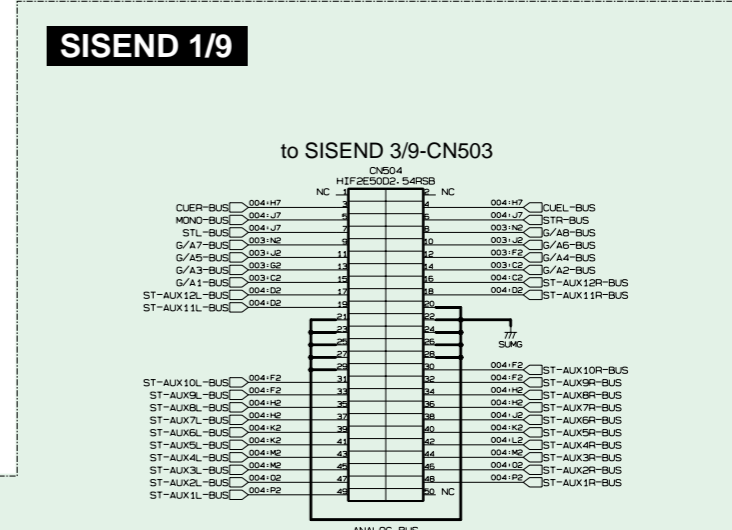 SISEND 1/9
to SISEND 3/9-CN503
CN504
HIF2E50D2.54RSB
NC 1 2 NC
CUER-BUS 004:H7 3 4 004:H7 CUEL-BUS
MONO-BUS 004:J7 5 6 004:J7 STR-BUS
STL-BUS 004:J7 7 8 003:N2 G/A8-BUS
G/A7-BUS 003:N2 9 10 003:J2 G/A6-BUS
G/A5-BUS 003:J2 11 12 003:F2 G/A4-BUS
G/A3-BUS 003:G2 13 14 003:C2 G/A2-BUS
G/A1-BUS 003:C2 15 16 004:C2 ST-AUX12R-BUS
ST-AUX12L-BUS 004:D2 17 18 004:D2 ST-AUX11R-BUS
ST-AUX11L-BUS 004:D2 19 20
21 22
23 24
SUMG
25 26
27 28
29 30 004:F2 ST-AUX10R-BUS
ST-AUX10L-BUS 004:F2 31 32 004:F2 ST-AUX9R-BUS
ST-AUX9L-BUS 004:F2 33 34 004:H2 ST-AUX8R-BUS
ST-AUX8L-BUS 004:H2 35 36 004:H2 ST-AUX7R-BUS
ST-AUX7L-BUS 004:H2 37 38 004:J2 ST-AUX6R-BUS
ST-AUX6L-BUS 004:K2 39 40 004:K2 ST-AUX5R-BUS
ST-AUX5L-BUS 004:K2 41 42 004:L2 ST-AUX4R-BUS
ST-AUX4L-BUS 004:M2 43 44 004:M2 ST-AUX3R-BUS
ST-AUX3L-BUS 004:M2 45 46 004:O2 ST-AUX2R-BUS
ST-AUX2L-BUS 004:O2 47 48 004:P2 ST-AUX1R-BUS
ST-AUX1L-BUS 004:P2 49 50 NC
ANALOG BUS